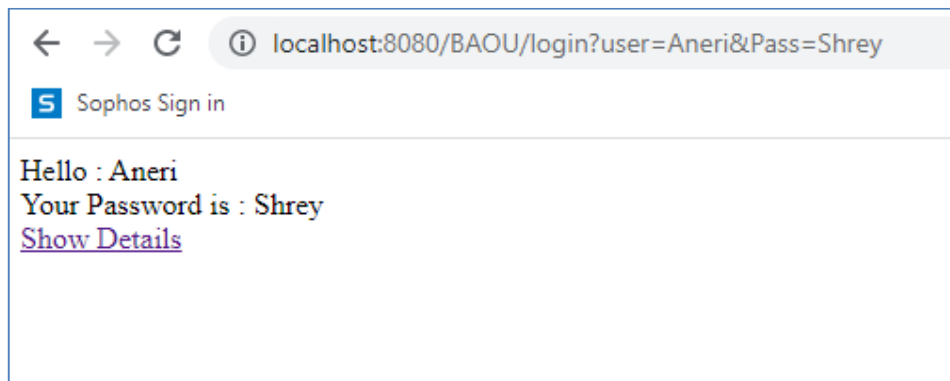 localhost:8080/BAOU/login?user=Aneri&Pass=Shrey
S Sophos Sign in
Hello : Aneri
Your Password is : Shrey
Show Details